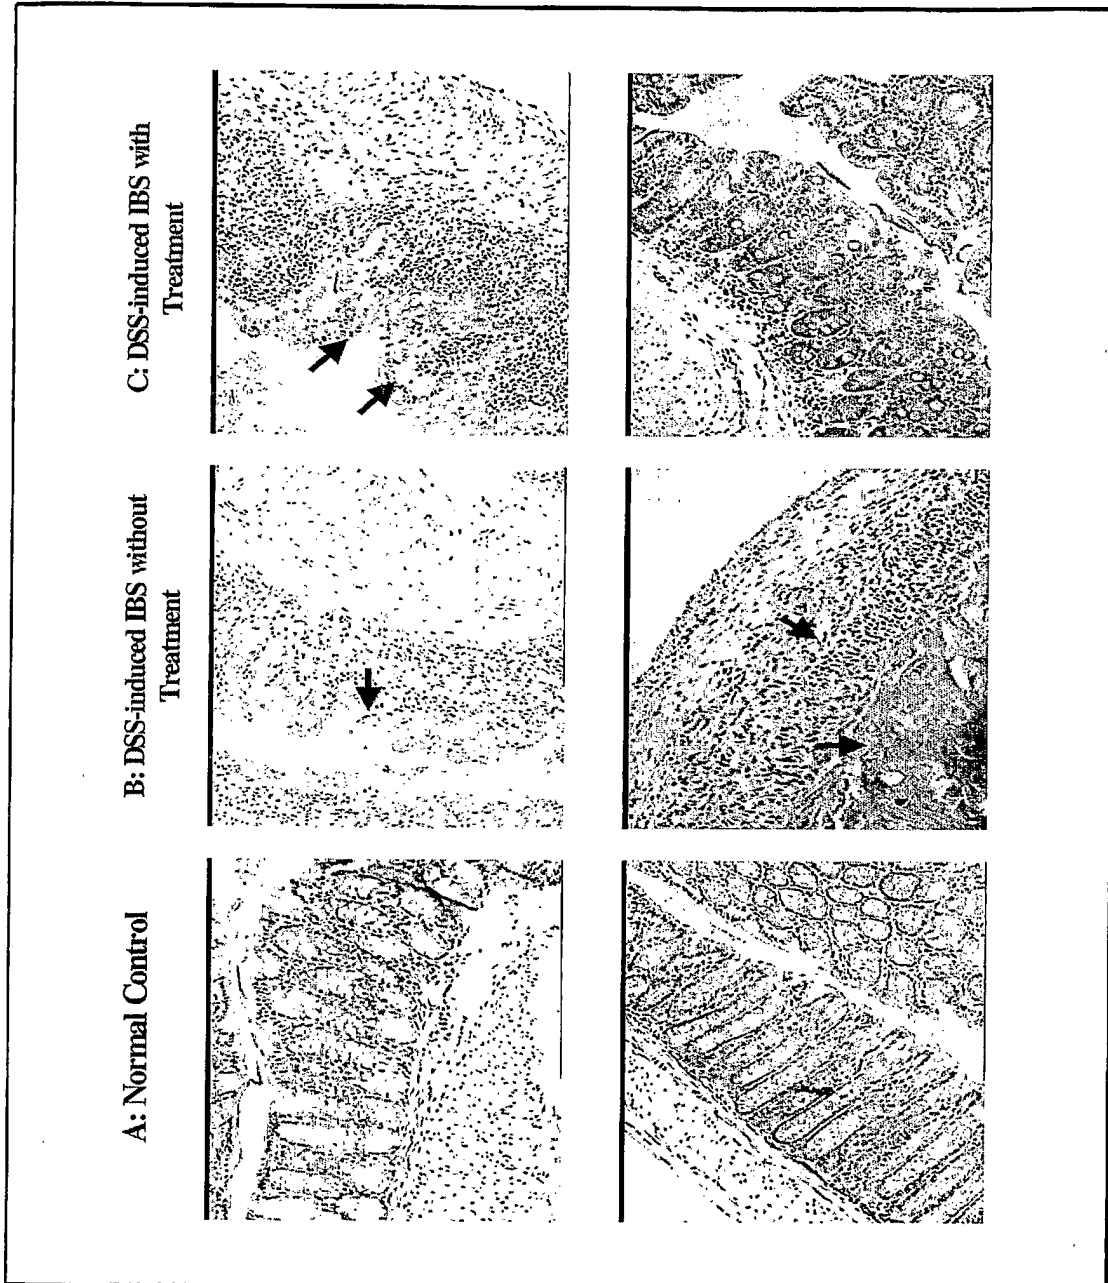 A: Normal Control
B: DSS-induced IBS without
Treatment
C: DSS-induced IBS with
Treatment